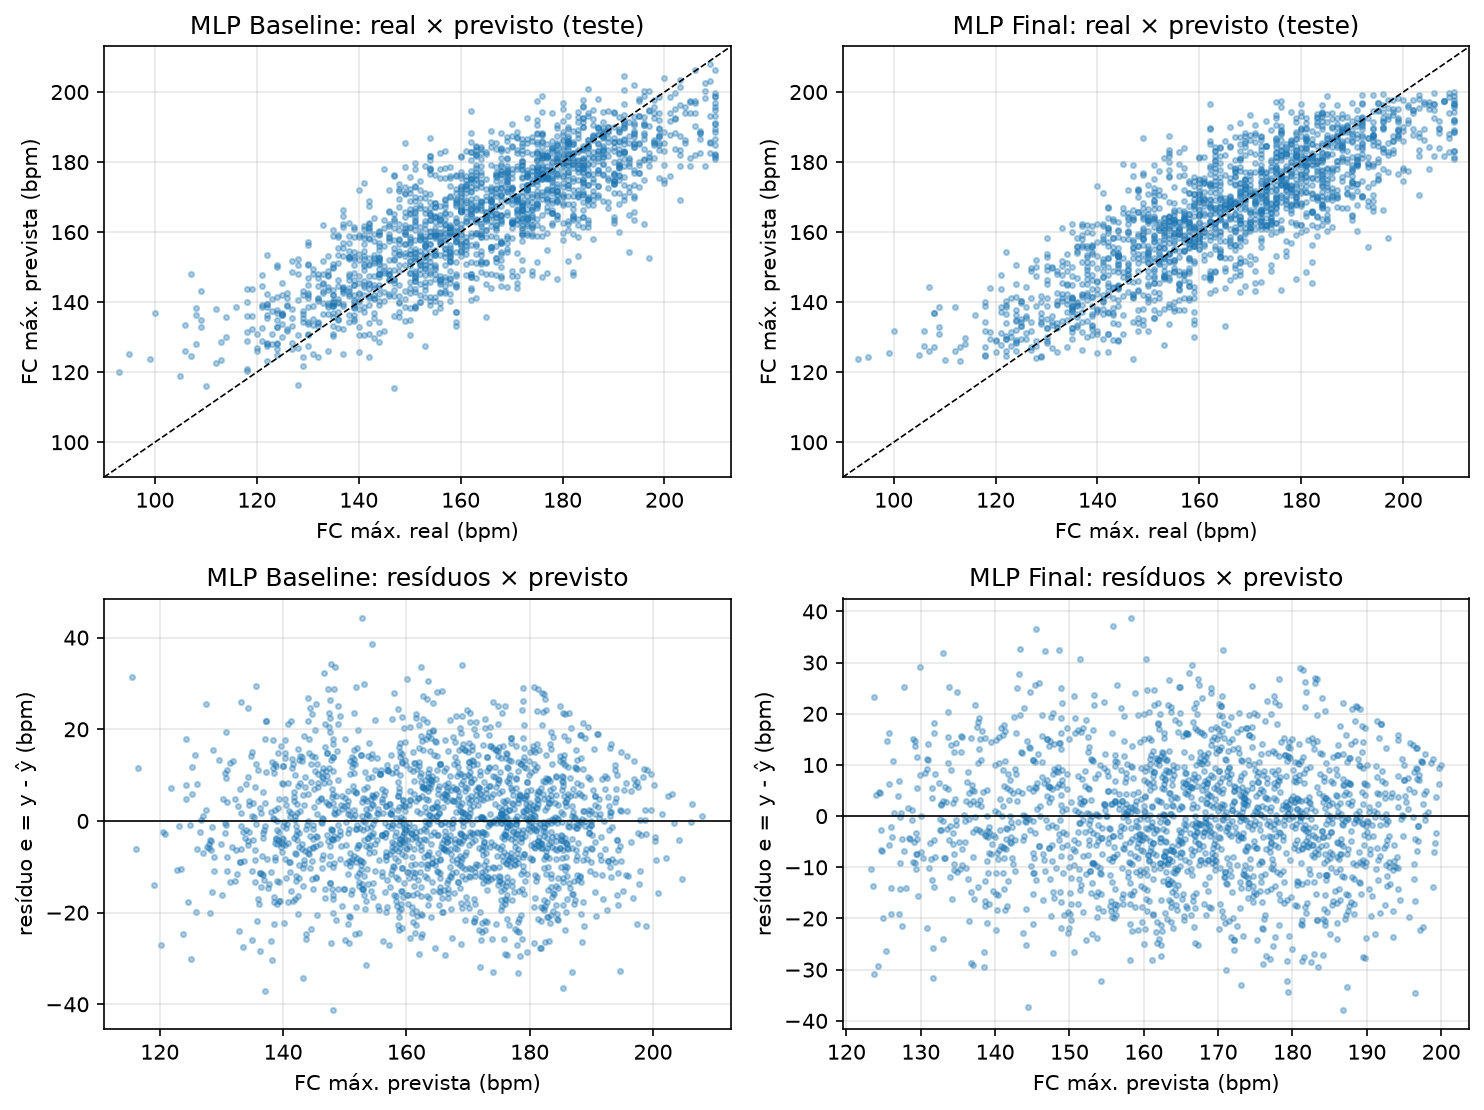 MLP Baseline: real × previsto (teste)
FC máx. prevista (bpm)
200
180
160
140
120
100
100 120 140 160 180 200
FC máx. real (bpm)
MLP Final: real × previsto (teste)
FC máx. prevista (bpm)
200
180
160
140
120
100
100 120 140 160 180 200
FC máx. real (bpm)
MLP Baseline: resíduos × previsto
resíduo e = y - ŷ (bpm)
40
20
0
−20
−40
120 140 160 180 200
FC máx. prevista (bpm)
MLP Final: resíduos × previsto
resíduo e = y - ŷ (bpm)
40
30
20
10
0
−10
−20
−30
−40
120 130 140 150 160 170 180 190 200
FC máx. prevista (bpm)